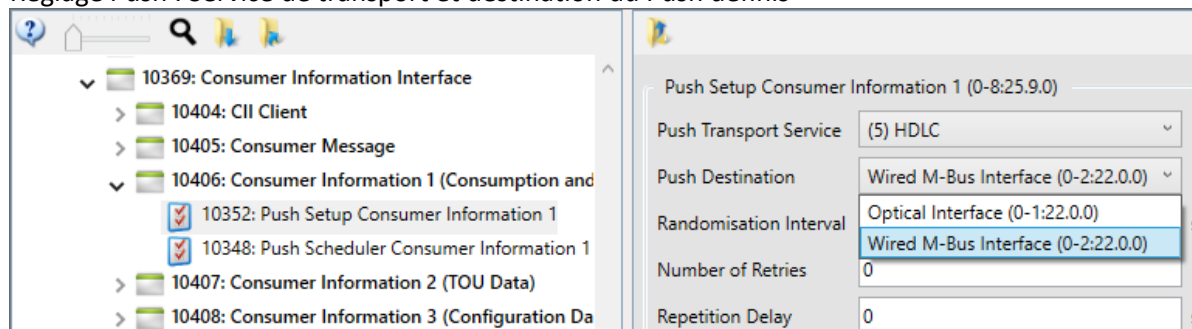 Réglage Push : Service de transport et destination du Push définis
10369: Consumer Information Interface
10404: CII Client
10405: Consumer Message
10406: Consumer Information 1 (Consumption and
10352: Push Setup Consumer Information 1
10348: Push Scheduler Consumer Information 1
10407: Consumer Information 2 (TOU Data)
10408: Consumer Information 3 (Configuration Da
Push Setup Consumer Information 1 (0-8:25.9.0)
Push Transport Service (5) HDLC
Push Destination Wired M-Bus Interface (0-2:22.0.0)
Optical Interface (0-1:22.0.0)
Randomisation Interval
Wired M-Bus Interface (0-2:22.0.0)
Number of Retries 0
Repetition Delay 0